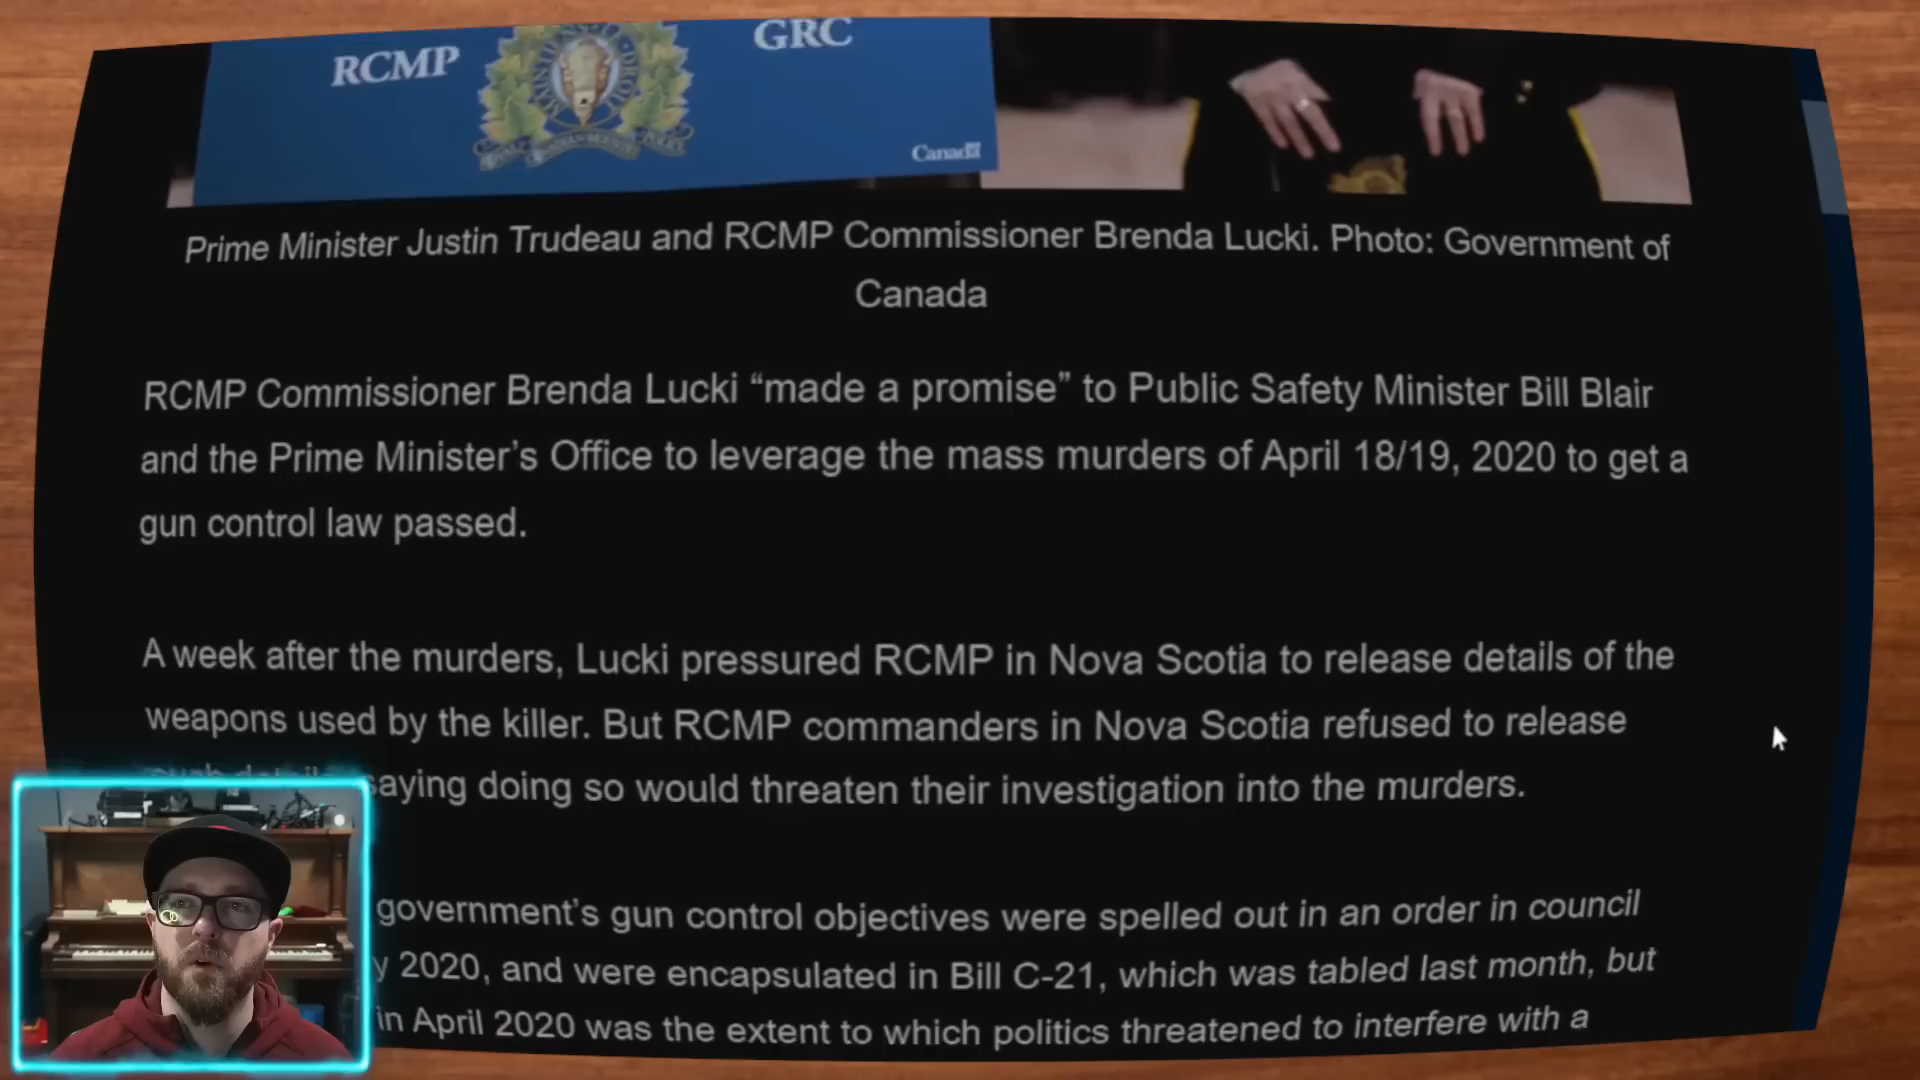 RCMP
GRC
Canada
Prime Minister Justin Trudeau and RCMP Commissioner Brenda Lucki. Photo: Government of
Canada
RCMP Commissioner Brenda Lucki “made a promise” to Public Safety Minister Bill Blair
and the Prime Minister’s Office to leverage the mass murders of April 18/19, 2020 to get a
gun control law passed.
A week after the murders, Lucki pressured RCMP in Nova Scotia to release details of the
weapons used by the killer. But RCMP commanders in Nova Scotia refused to release
saying doing so would threaten their investigation into the murders.
government’s gun control objectives were spelled out in an order in council
2020, and were encapsulated in Bill C-21, which was tabled last month, but
in April 2020 was the extent to which politics threatened to interfere with a